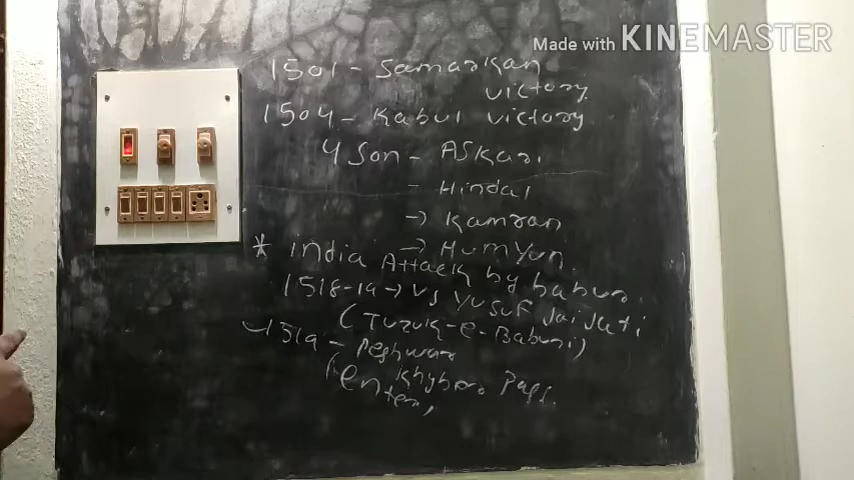 Made with KINEMASTER
1501 - Samarkan
victory
1504 - Kabul victory
4 Son - Askari
- Hindal
→ Kamran
→ Humyun
* India Attack by babur
1518-19 → Vs Yusuf Jai Jati
(Tuzuk-e-Baburi)
1519 - Peshwar
(enter, Khyber Pass.